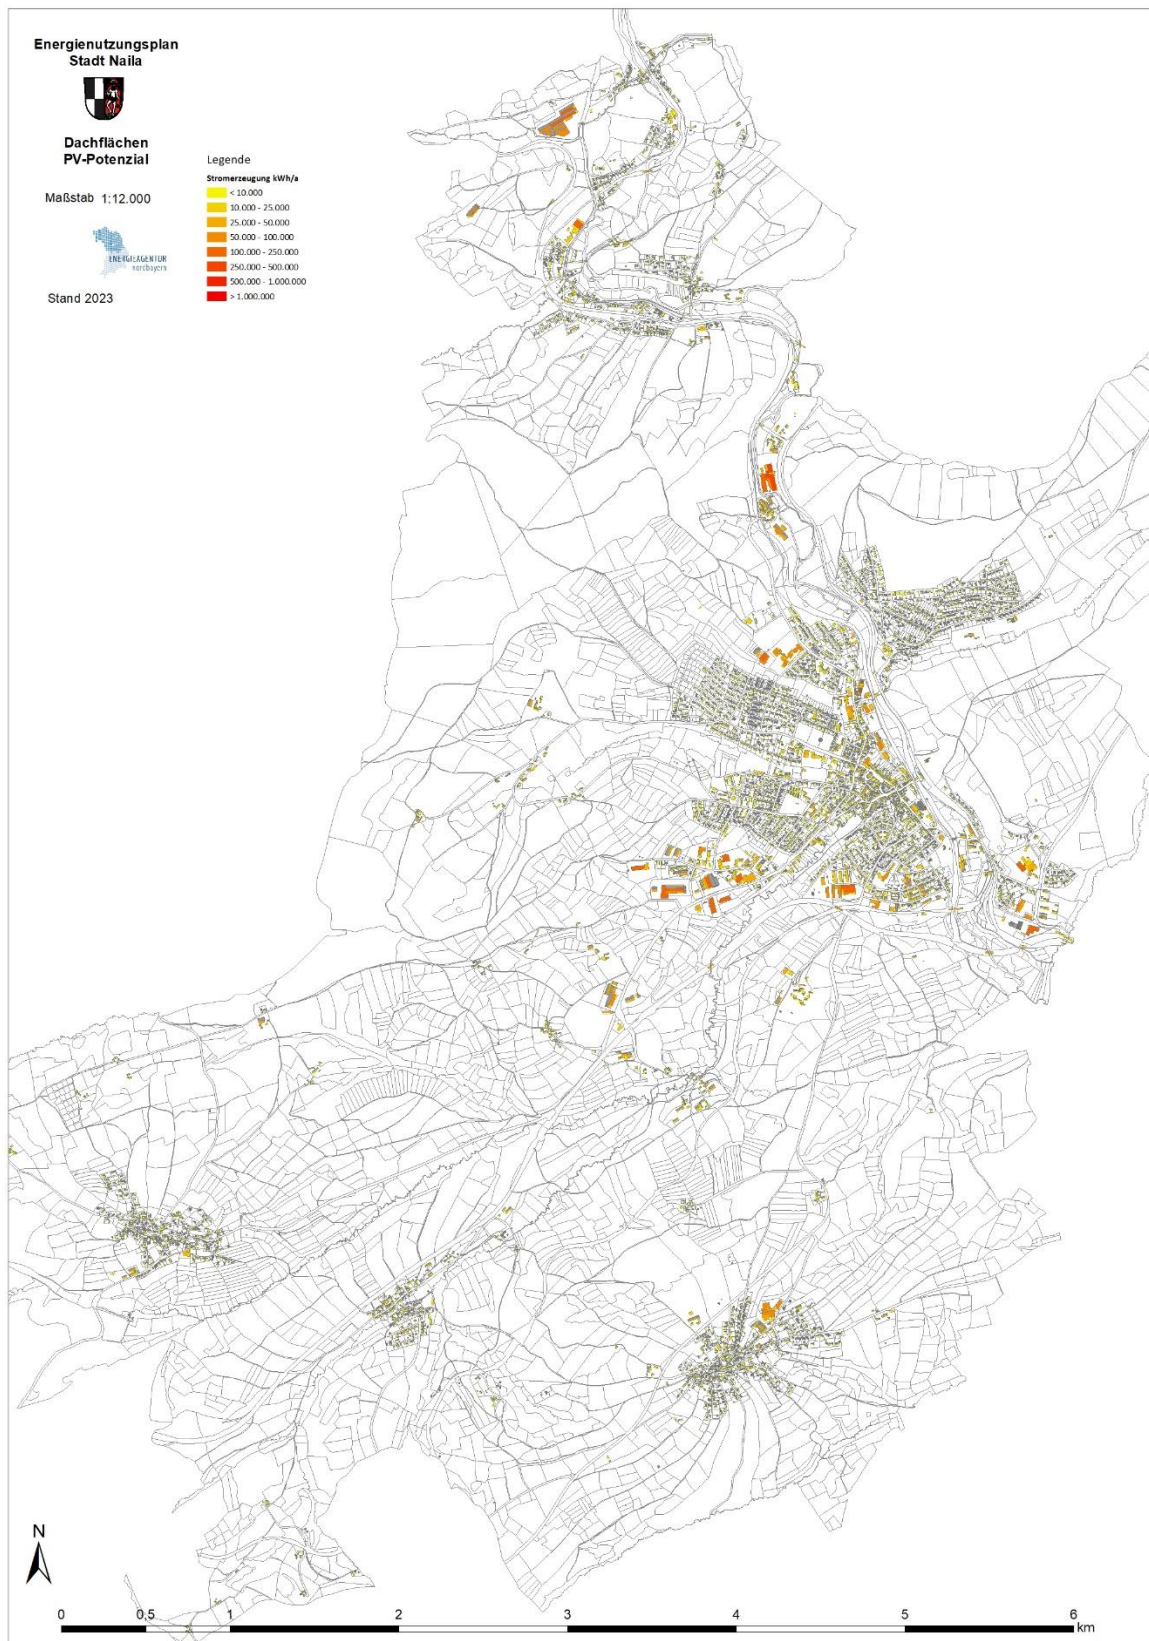 Energienutzungsplan
Stadt Naila
Dachflächen
PV-Potenzial
Maßstab 1:12.000
ENERGIEAGENTUR
nordbayern
Stand 2023
Legende
Stromerzeugung kWh/a
< 10.000
10.000 - 25.000
25.000 - 50.000
50.000 - 100.000
100.000 - 250.000
250.000 - 500.000
500.000 - 1.000.000
> 1.000.000
N
0 0,5 1 2 3 4 5 6
km